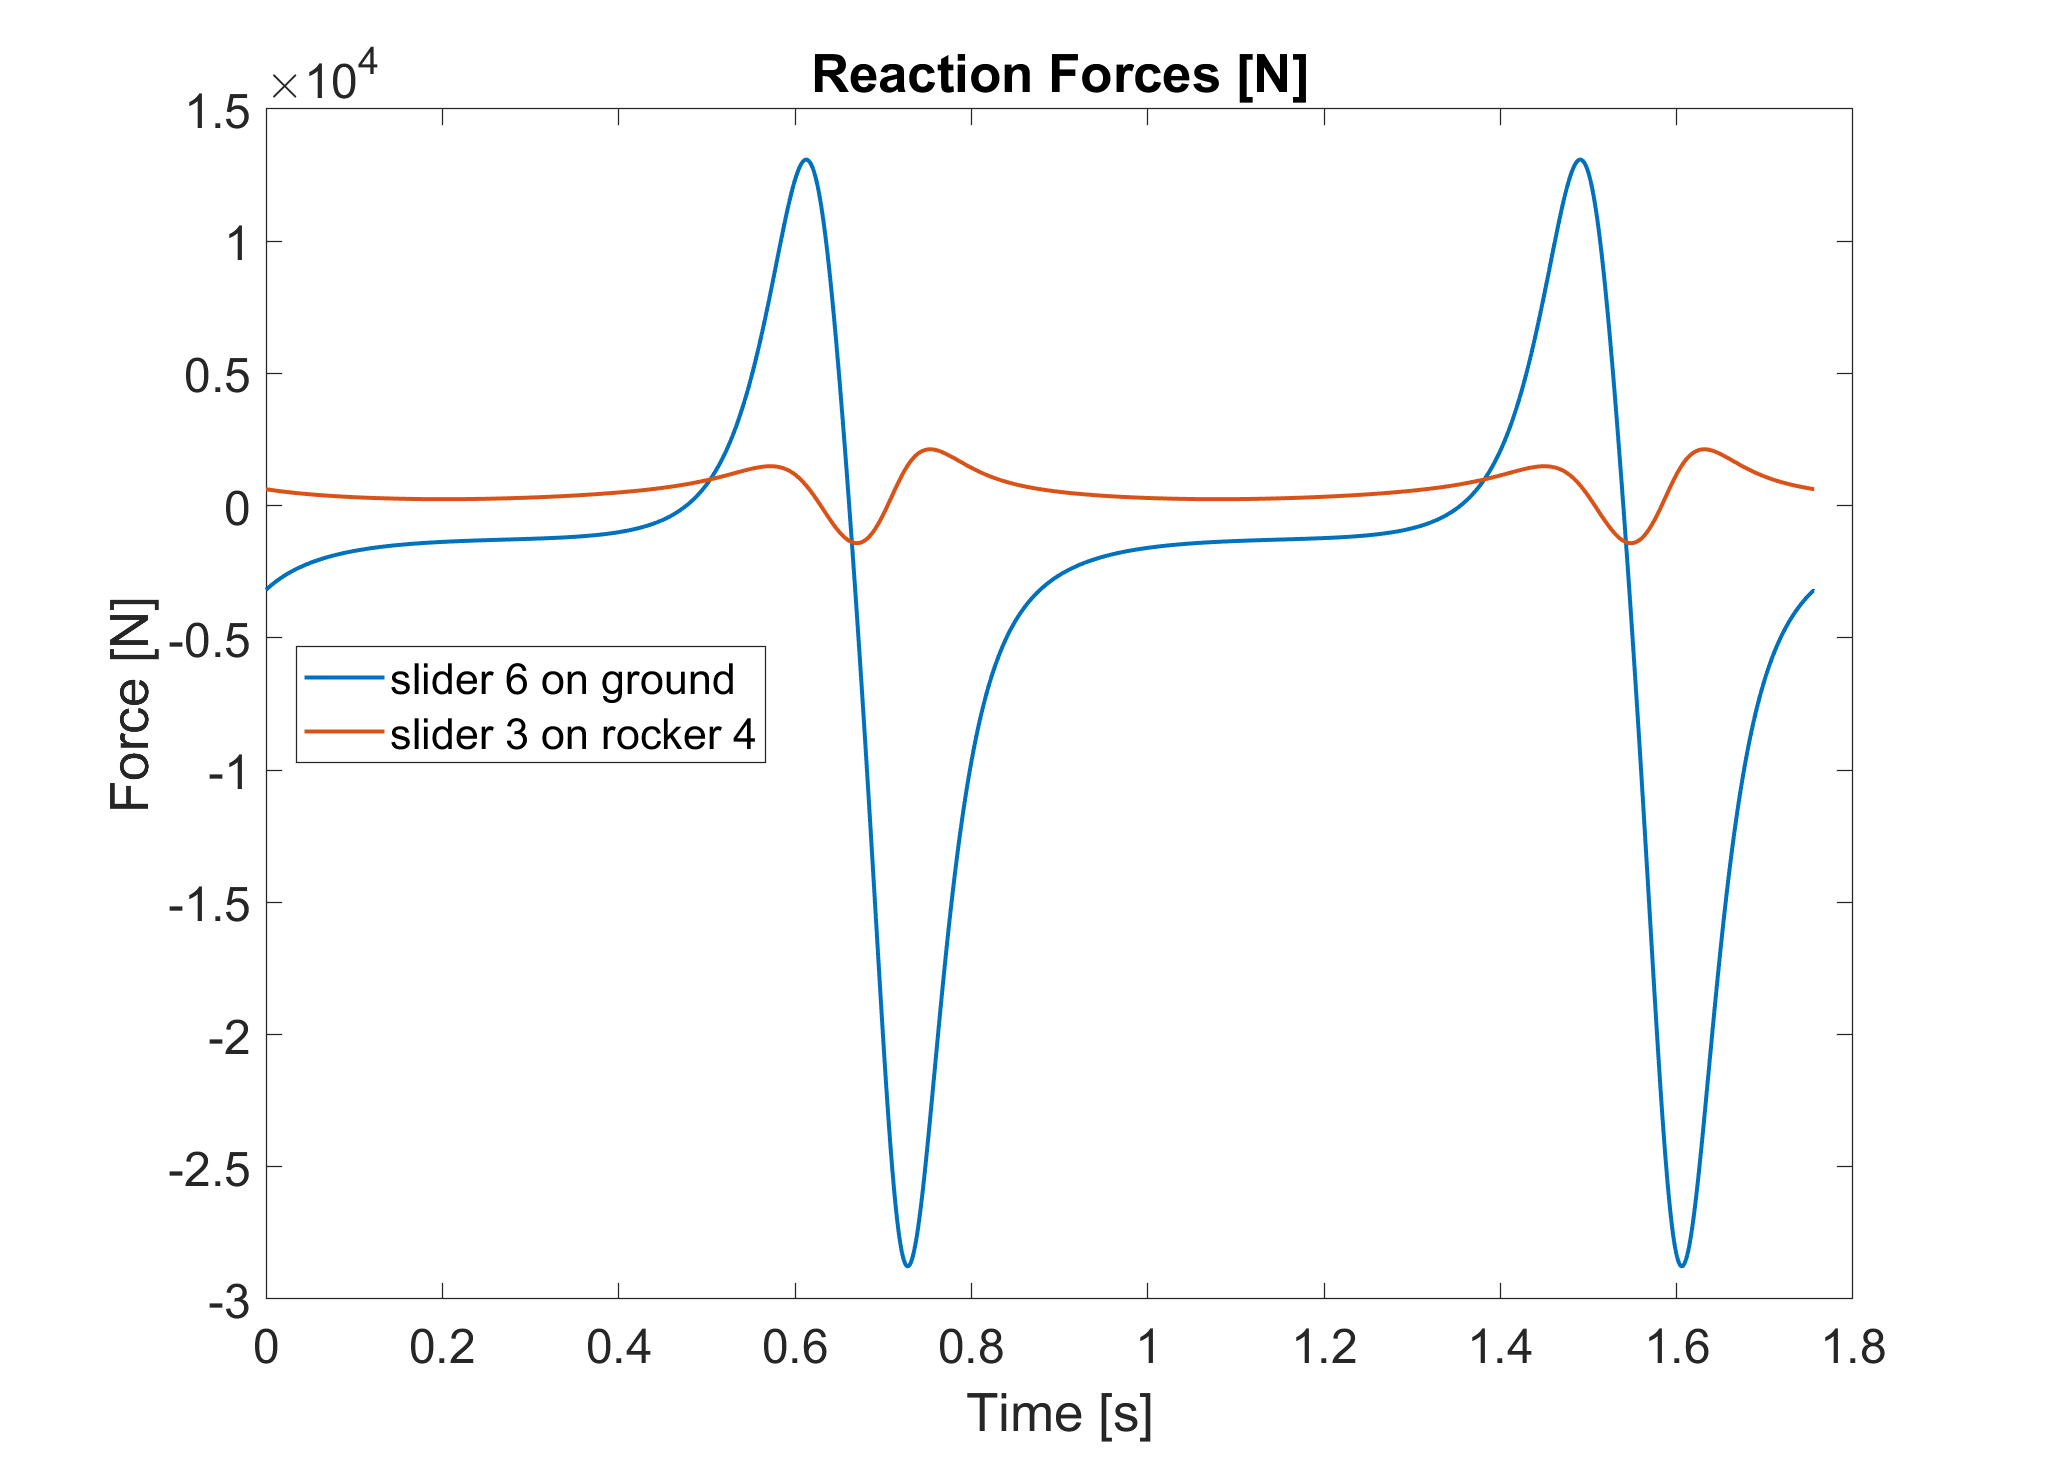 Reaction Forces [N]
×10^4
1.5
1
0.5
0
-0.5
-1
-1.5
-2
-2.5
-3
Force [N]
slider 6 on ground
slider 3 on rocker 4
0 0.2 0.4 0.6 0.8 1 1.2 1.4 1.6 1.8
Time [s]